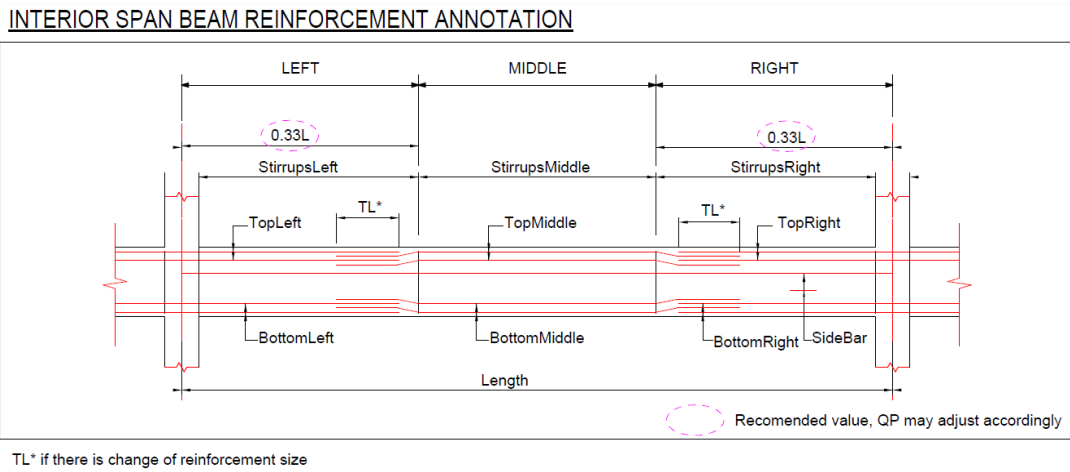 INTERIOR SPAN BEAM REINFORCEMENT ANNOTATION
LEFT
MIDDLE
RIGHT
0.33L
0.33L
StirrupsLeft
StirrupsMiddle
StirrupsRight
TL*
TL*
TopLeft
TopMiddle
TopRight
BottomLeft
BottomMiddle
BottomRight
SideBar
Length
Recomended value, QP may adjust accordingly
TL* if there is change of reinforcement size